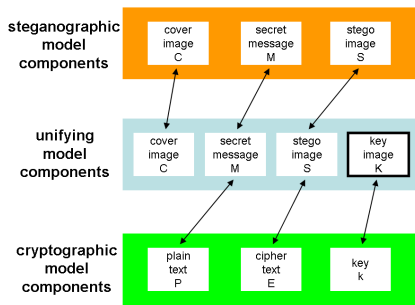 steganographic
model
components
cover
image
C
secret
message
M
stego
image
S
unifying
model
components
cover
image
C
secret
message
M
stego
image
S
key
image
K
cryptographic
model
components
plain
text
P
cipher
text
E
key
k